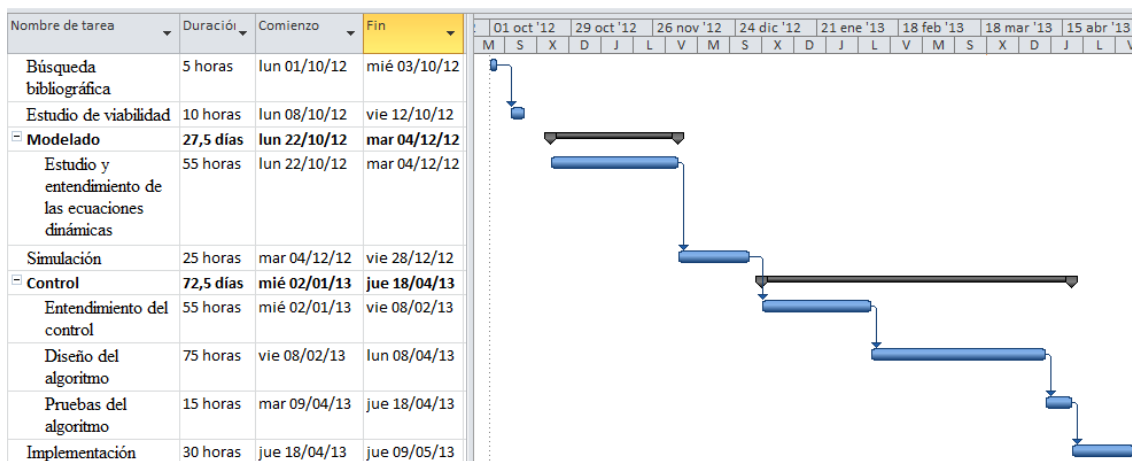 Nombre de tarea Duración Comienzo Fin
01 oct '12 29 oct '12 26 nov '12 24 dic '12 21 ene '13 18 feb '13 18 mar '13 15 abr '13
M S X D J L V M S X D J L V M S X D J L V
Búsqueda 5 horas lun 01/10/12 mié 03/10/12
bibliográfica
Estudio de viabilidad 10 horas lun 08/10/12 vie 12/10/12
Modelado 27,5 días lun 22/10/12 mar 04/12/12
Estudio y 55 horas lun 22/10/12 mar 04/12/12
entendimiento de
las ecuaciones
dinámicas
Simulación 25 horas mar 04/12/12 vie 28/12/12
Control 72,5 días mié 02/01/13 jue 18/04/13
Entendimiento del 55 horas mié 02/01/13 vie 08/02/13
control
Diseño del 75 horas vie 08/02/13 lun 08/04/13
algoritmo
Pruebas del 15 horas mar 09/04/13 jue 18/04/13
algoritmo
Implementación 30 horas jue 18/04/13 jue 09/05/13